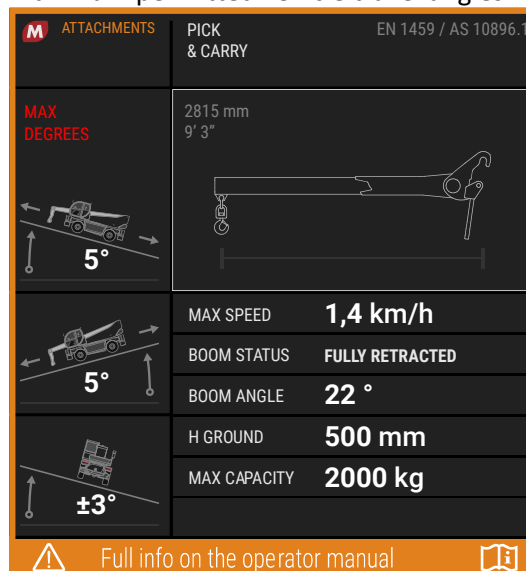 M ATTACHMENTS
PICK
& CARRY
EN 1459 / AS 10896.1
MAX
DEGREES
2815 mm
9' 3"
5°
5°
±3°
MAX SPEED 1,4 km/h
BOOM STATUS FULLY RETRACTED
BOOM ANGLE 22 °
H GROUND 500 mm
MAX CAPACITY 2000 kg
Full info on the operator manual